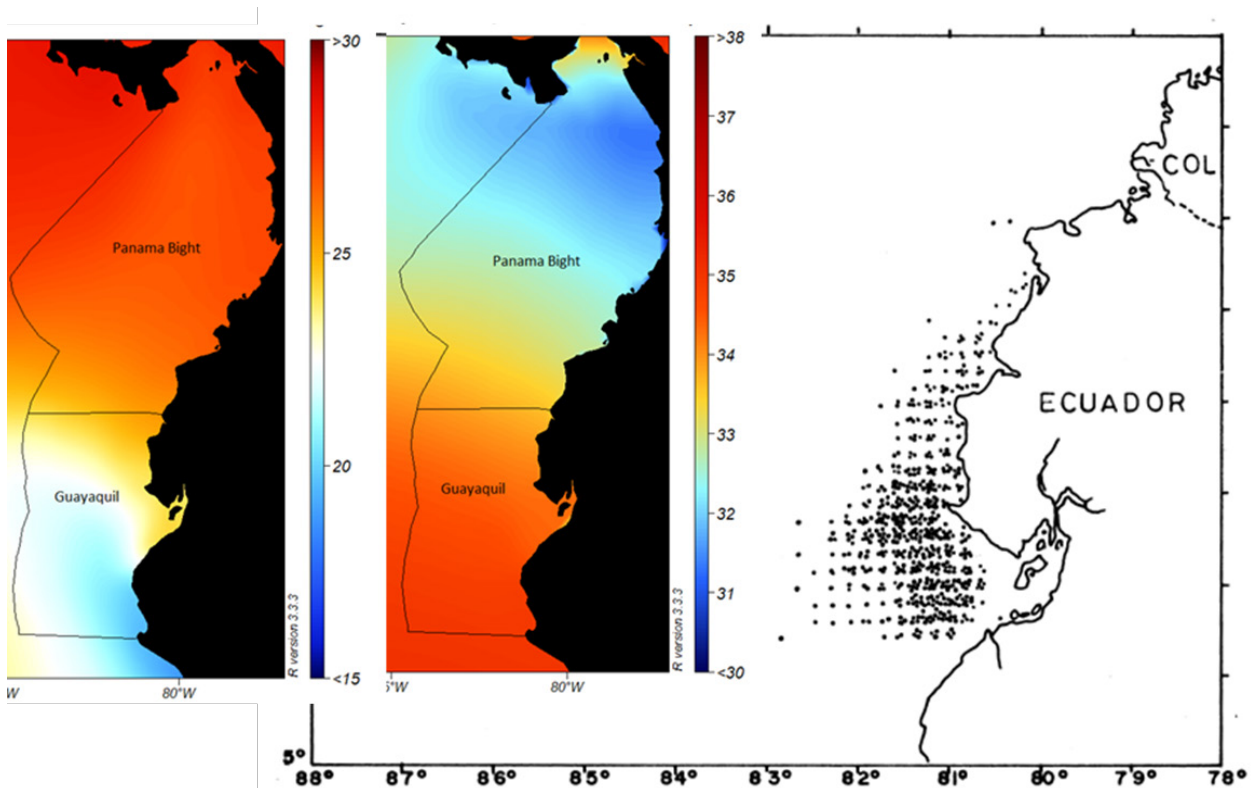 >30
25
20
<15
Panama Bight
Guayaquil
R version 3.3.3
W
80°W
>38
37
36
35
34
33
32
31
<30
Panama Bight
Guayaquil
R version 3.3.3
5°W
80°W
COL
ECUADOR
5°
88° 87° 86° 85° 84° 83° 82° 81° 80° 79° 78°